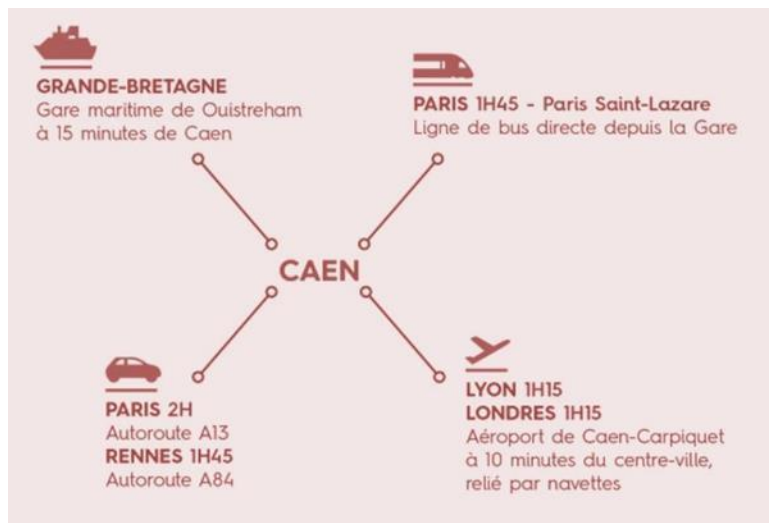 GRANDE-BRETAGNE
Gare maritime de Ouistreham
à 15 minutes de Caen
PARIS 1H45 - Paris Saint-Lazare
Ligne de bus directe depuis la Gare
CAEN
PARIS 2H
Autoroute A13
RENNES 1H45
Autoroute A84
LYON 1H15
LONDRES 1H15
Aéroport de Caen-Carpiquet
à 10 minutes du centre-ville,
relié par navettes